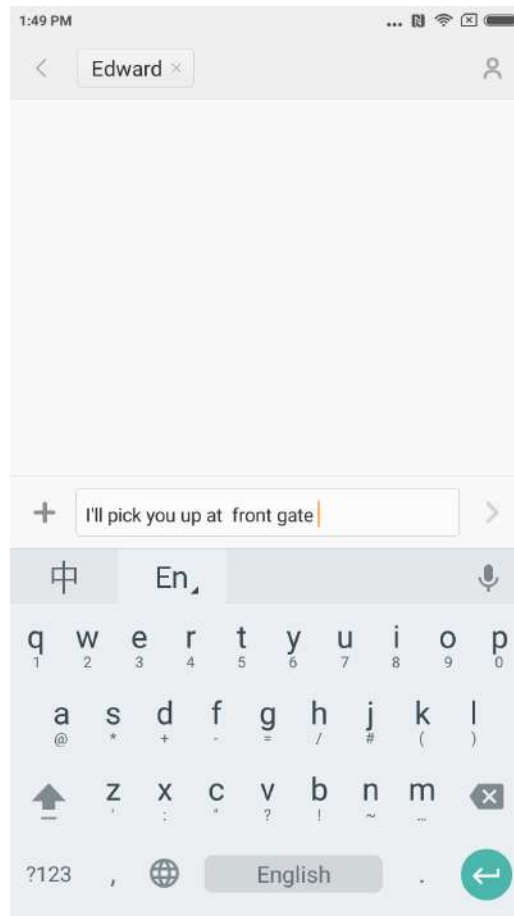 1:49 PM ...
Edward ×
I'll pick you up at  front gate
中 En
q w e r t y u i o p
1 2 3 4 5 6 7 8 9 0
a s d f g h j k l
@ * + - = / # ( )
z x c v b n m
' : " ? ! ~ ...
?123 , English .